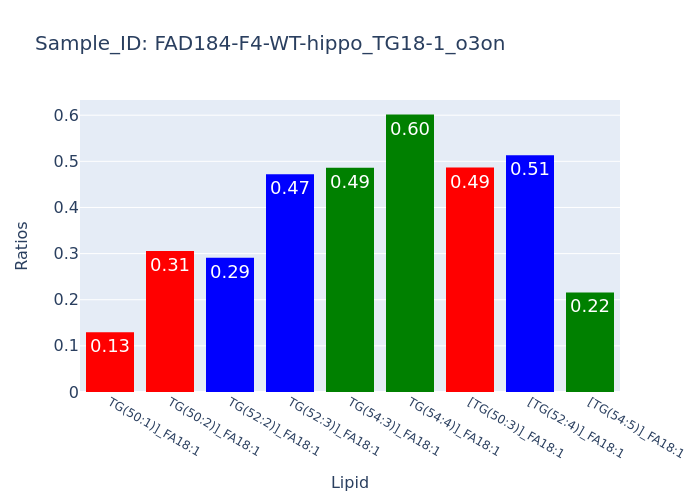 Sample_ID: FAD184-F4-WT-hippo_TG18-1_o3on
0.6
0.5
0.4
0.3
0.2
0.1
0
Ratios
0.13
0.31
0.29
0.47
0.49
0.60
0.49
0.51
0.22
TG(50:1)]_FA18:1
TG(50:2)]_FA18:1
TG(52:2)]_FA18:1
TG(52:3)]_FA18:1
TG(54:3)]_FA18:1
TG(54:4)]_FA18:1
[TG(50:3)]_FA18:1
[TG(52:4)]_FA18:1
[TG(54:5)]_FA18:1
Lipid